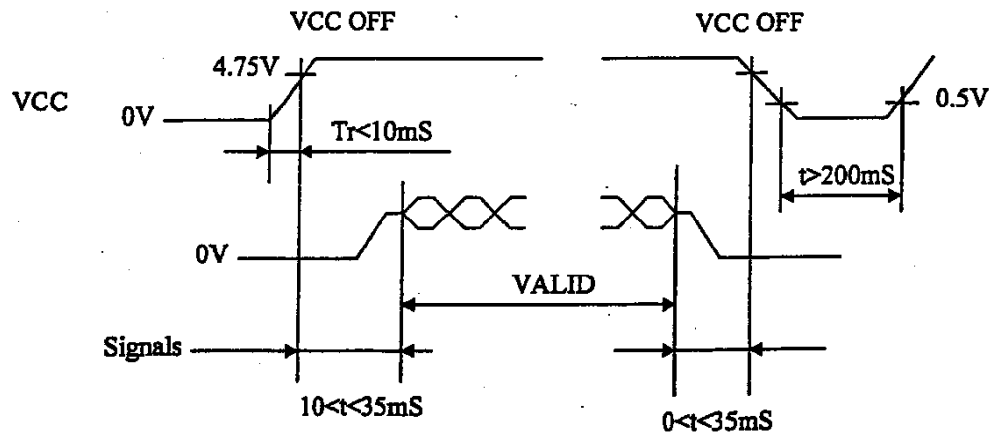 VCC OFF
VCC OFF
4.75V
VCC
0V
0.5V
Tr<10mS
t>200mS
0V
VALID
Signals
10<t<35mS
0<t<35mS